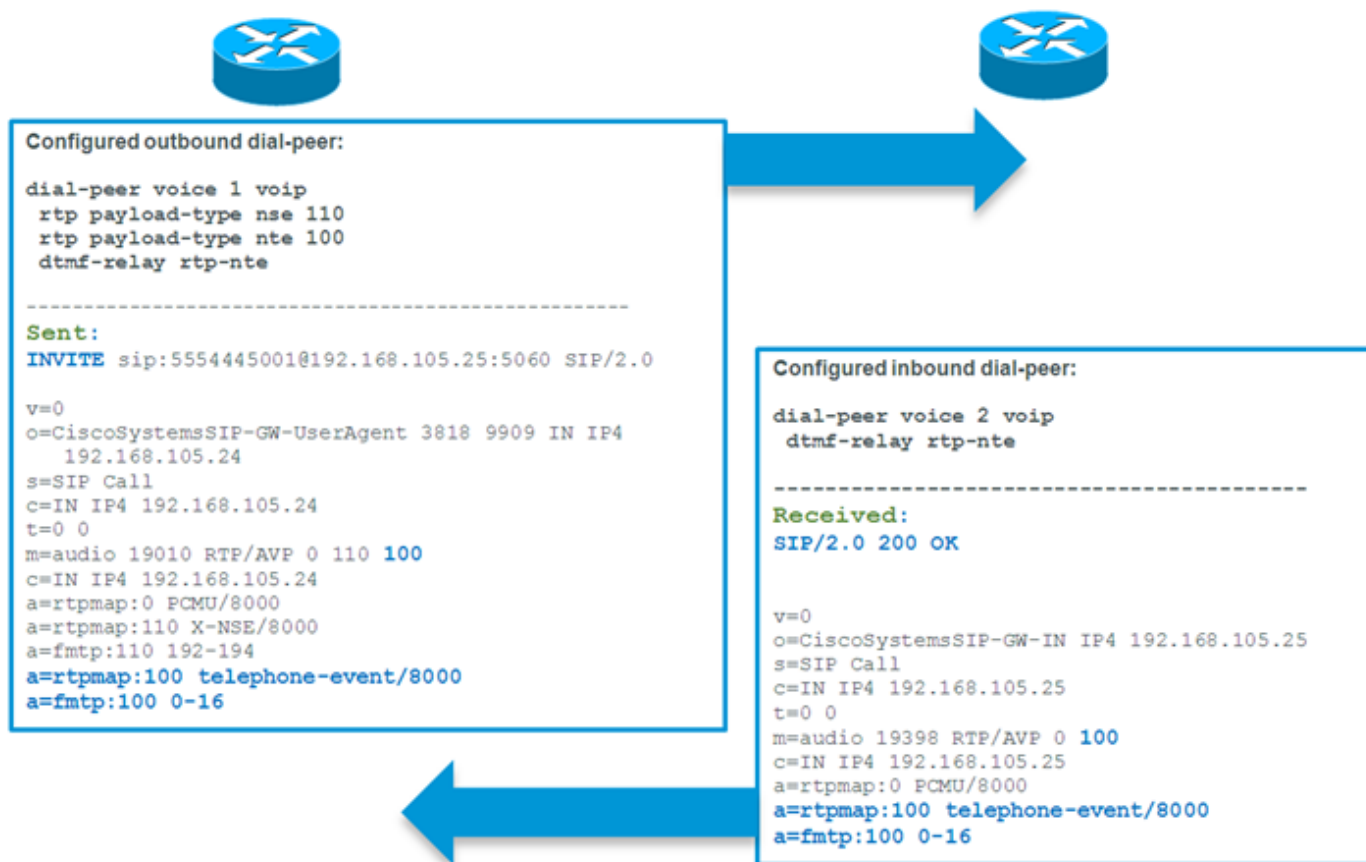 Configured outbound dial-peer:
dial-peer voice 1 voip
rtp payload-type nse 110
rtp payload-type nte 100
dtmf-relay rtp-nte
-----------------------------------------------------
Sent:
INVITE sip:5554445001@192.168.105.25:5060 SIP/2.0
v=0
o=CiscoSystemsSIP-GW-UserAgent 3818 9909 IN IP4
192.168.105.24
s=SIP Call
c=IN IP4 192.168.105.24
t=0 0
m=audio 19010 RTP/AVP 0 110 100
c=IN IP4 192.168.105.24
a=rtpmap:0 PCMU/8000
a=rtpmap:110 X-NSE/8000
a=fmtp:110 192-194
a=rtpmap:100 telephone-event/8000
a=fmtp:100 0-16
Configured inbound dial-peer:
dial-peer voice 2 voip
dtmf-relay rtp-nte
------------------------------------------
Received:
SIP/2.0 200 OK
v=0
o=CiscoSystemsSIP-GW-IN IP4 192.168.105.25
s=SIP Call
c=IN IP4 192.168.105.25
t=0 0
m=audio 19398 RTP/AVP 0 100
c=IN IP4 192.168.105.25
a=rtpmap:0 PCMU/8000
a=rtpmap:100 telephone-event/8000
a=fmtp:100 0-16